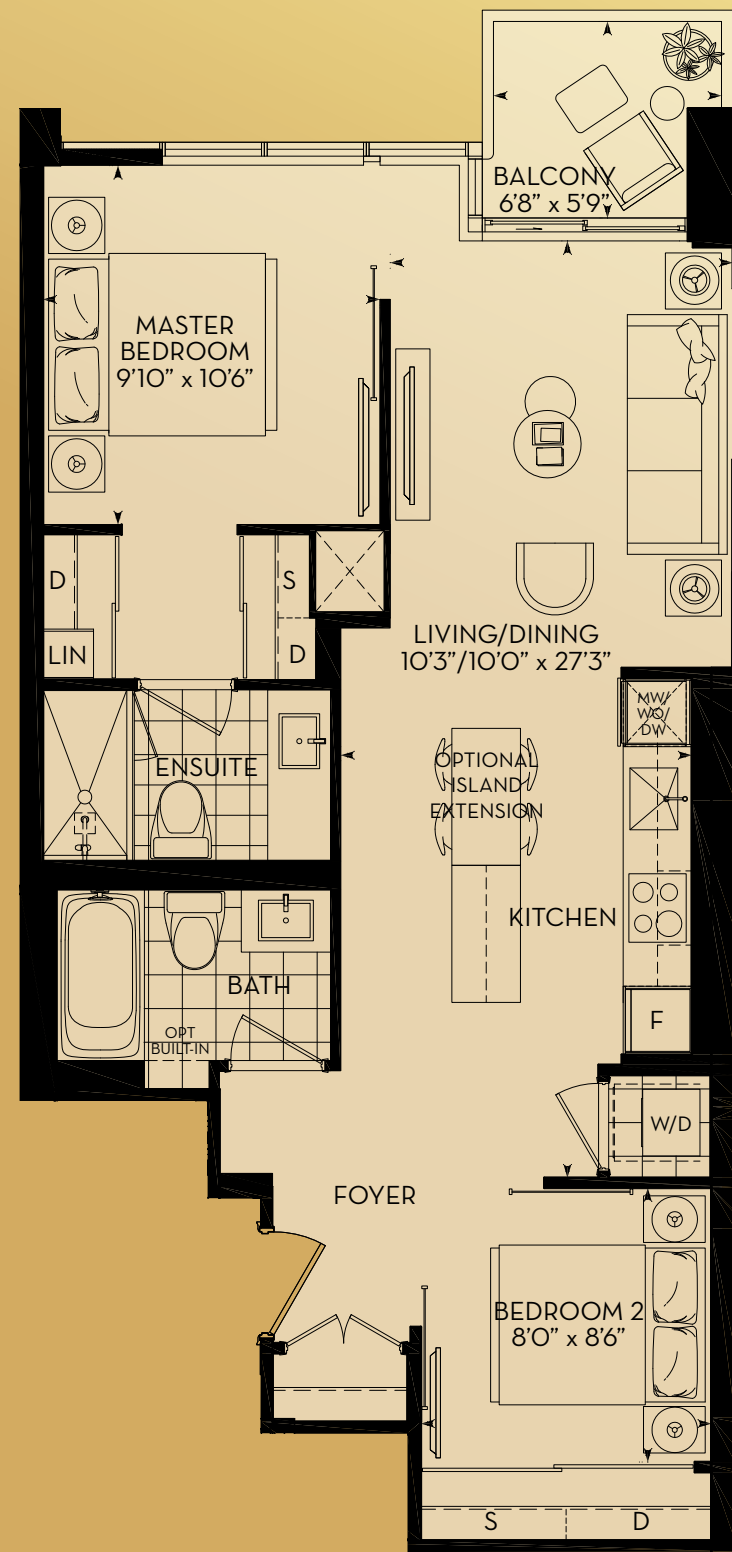 BALCONY
6'8" x 5'9"
MASTER
BEDROOM
9'10" x 10'6"
D
S
LIN
D
LIVING/DINING
10'3"/10'0" x 27'3"
MW/
WO/
DW
ENSUITE
OPTIONAL
ISLAND
EXTENSION
KITCHEN
BATH
OPT
BUILT-IN
F
W/D
FOYER
BEDROOM 2
8'0" x 8'6"
S
D